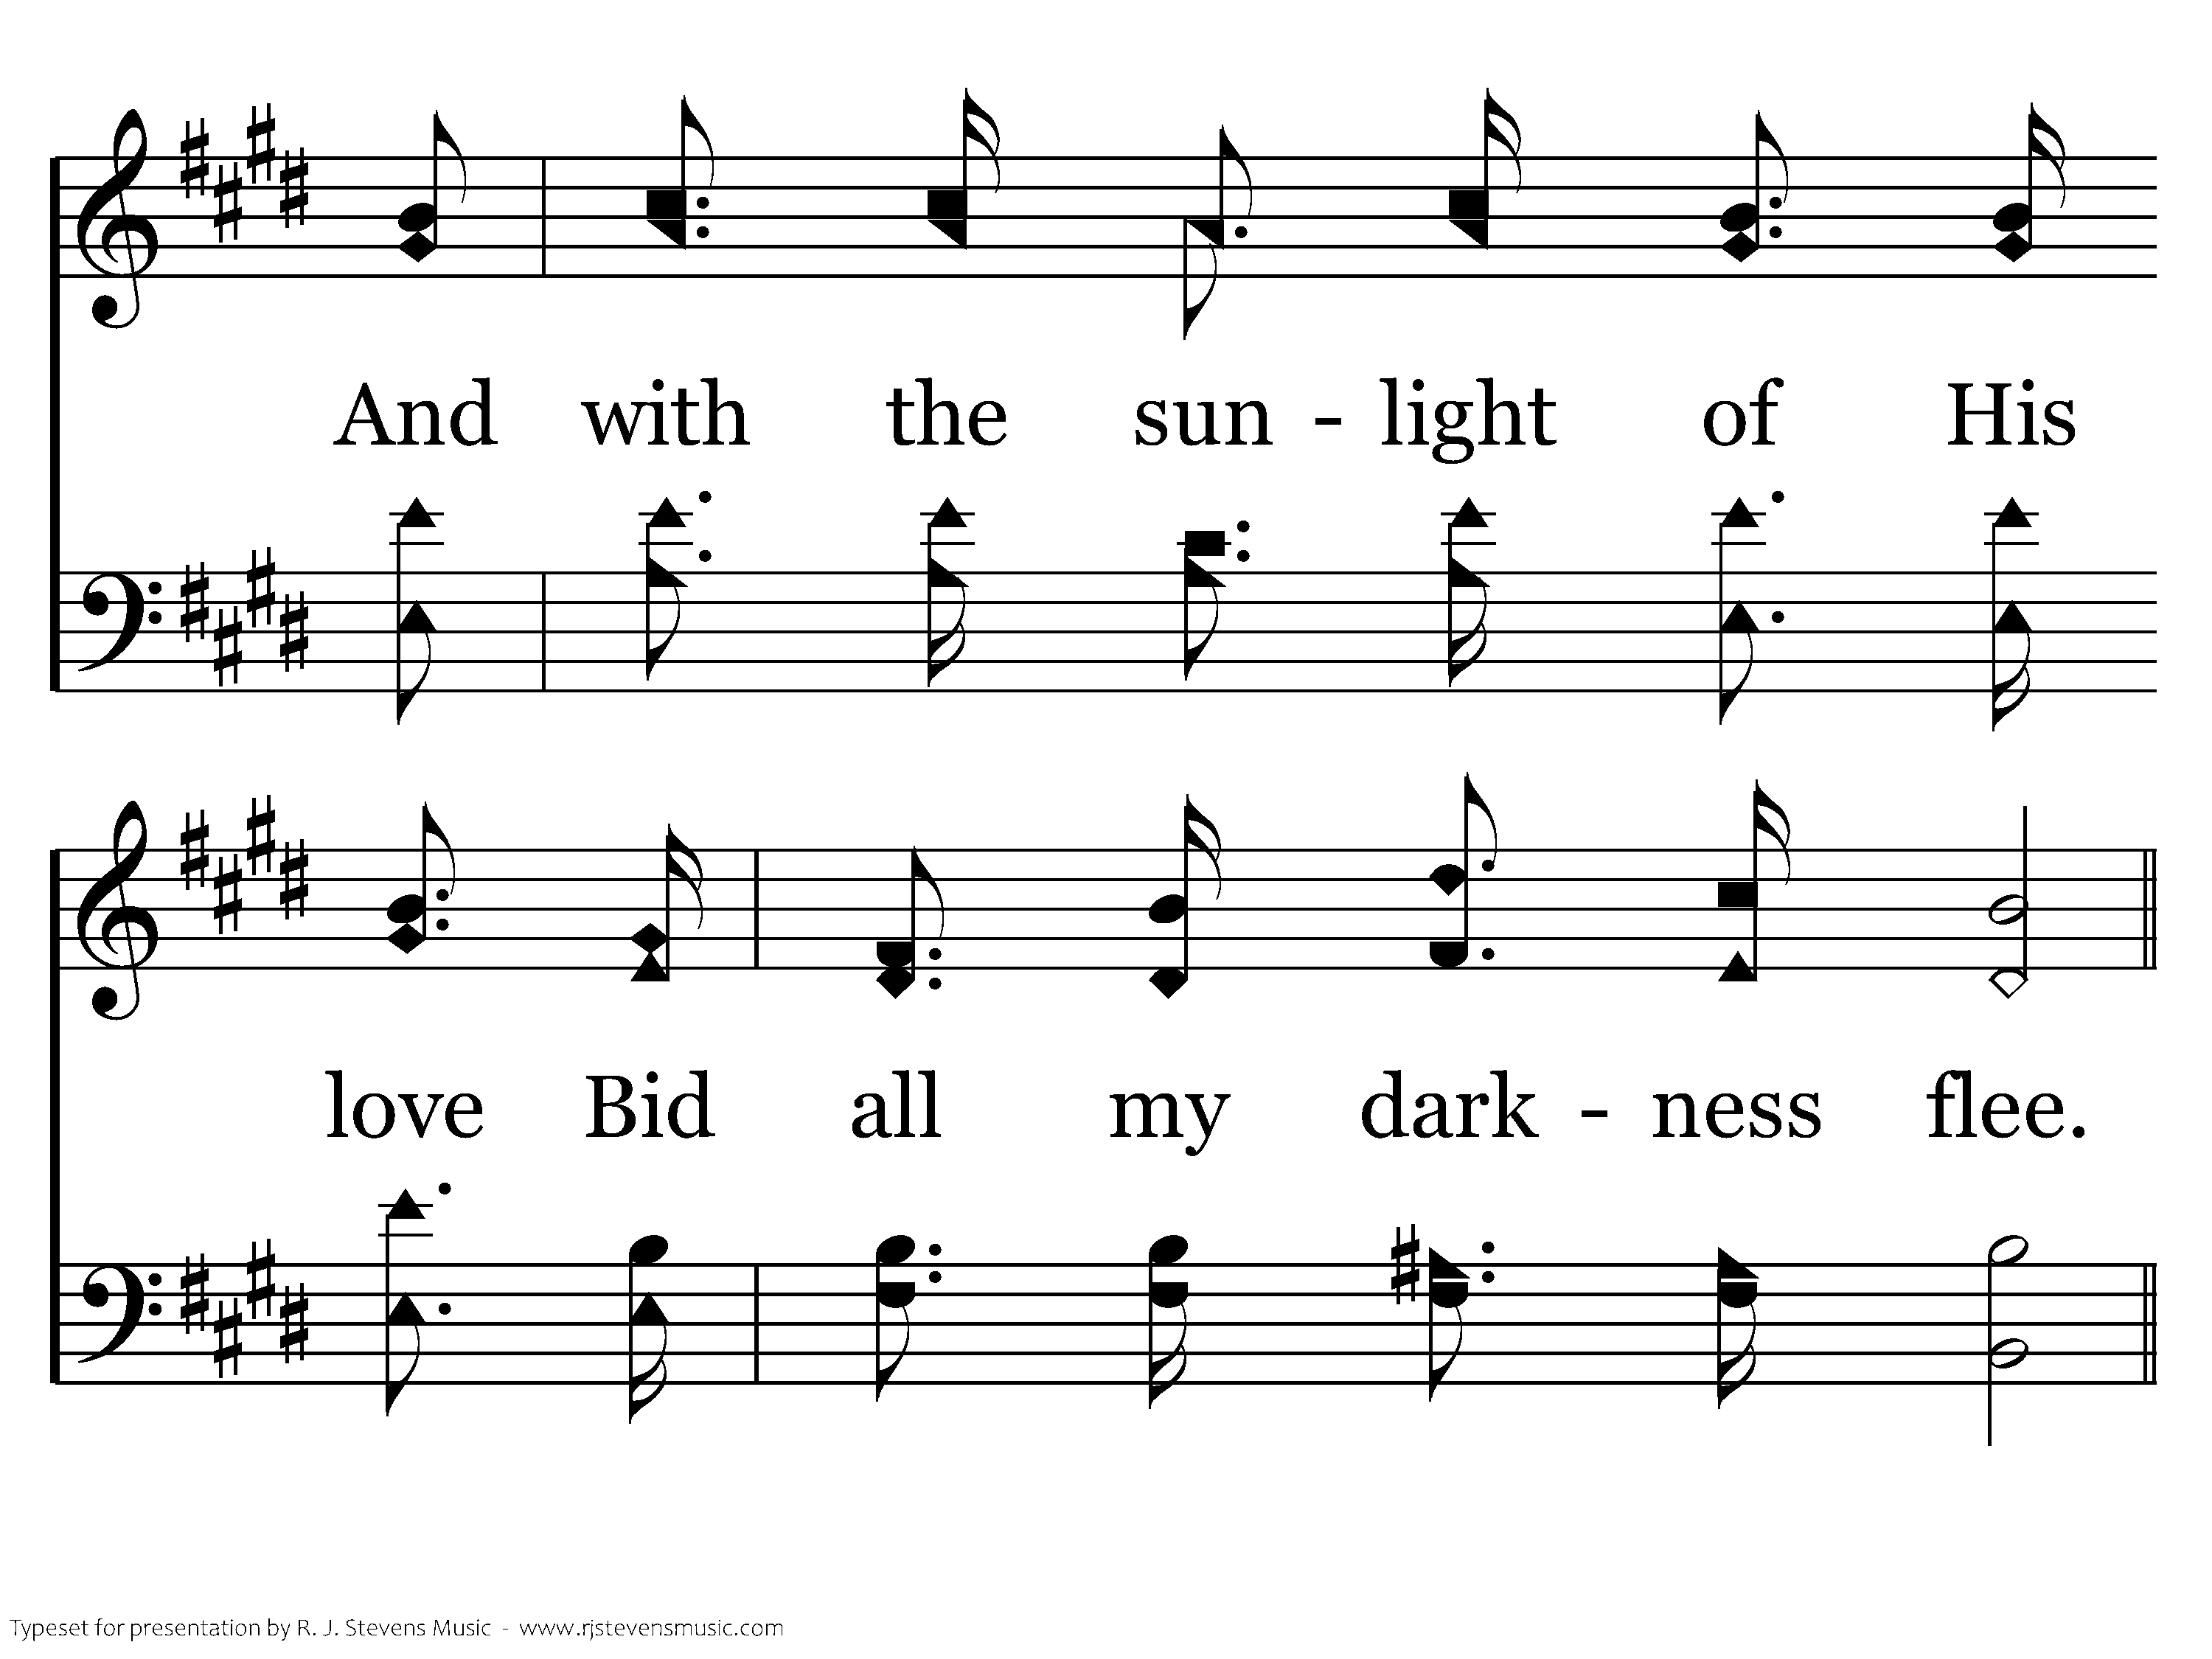 And with the sun - light of His
love Bid all my dark - ness flee.
Typeset for presentation by R. J. Stevens Music - www.rjstevensmusic.com